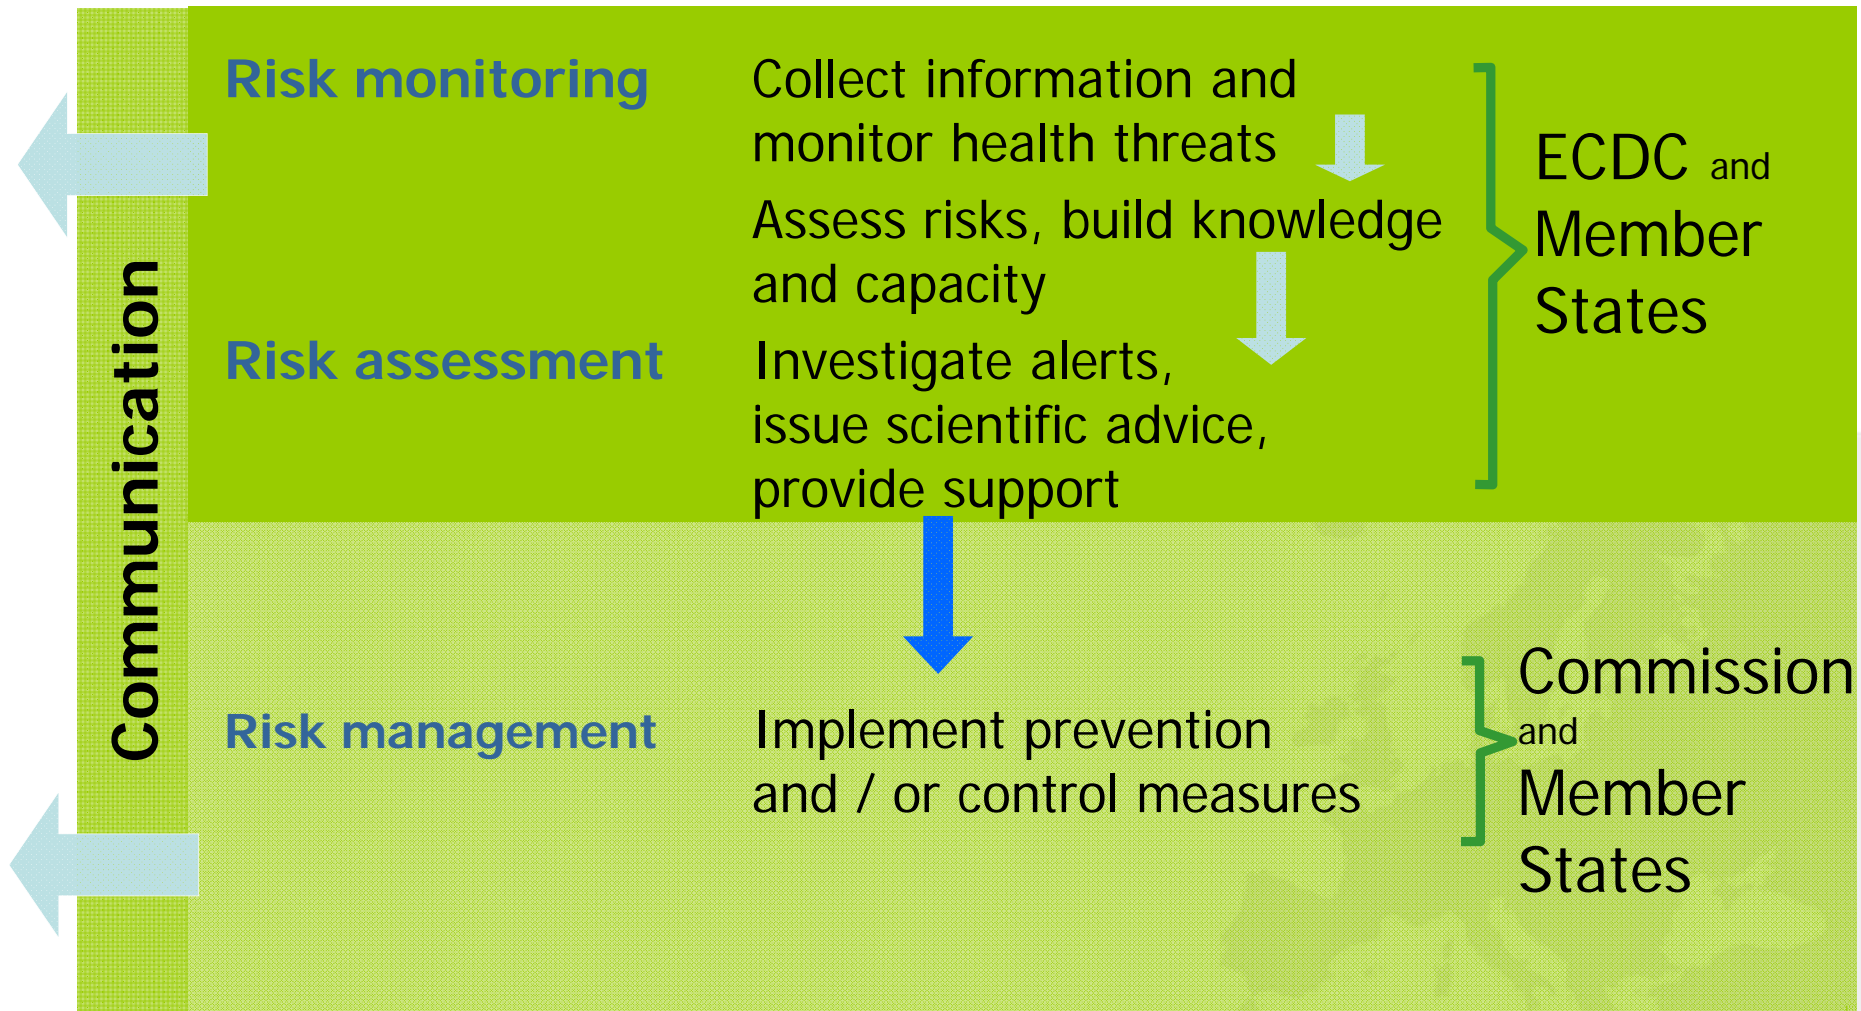 Communication
Risk monitoring
Collect information and
monitor health threats
Assess risks, build knowledge
and capacity
Risk assessment
Investigate alerts,
issue scientific advice,
provide support
ECDC and
Member
States
Risk management
Implement prevention
and / or control measures
Commission
and
Member
States